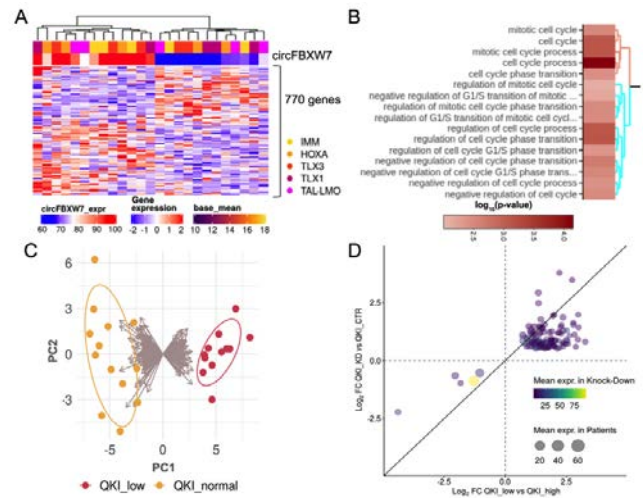 A
circFBXW7
770 genes
IMM
HOXA
TLX3
TLX1
TAL-LMO
circFBXW7_expr
60 70 80 90 100
Gene
expression
-2 -1 0 1 2
base_mean
10 12 14 16 18
B
mitotic cell cycle
cell cycle
mitotic cell cycle process
cell cycle process
cell cycle phase transition
regulation of mitotic cell cycle
negative regulation of G1/S transition of mitotic ...
regulation of mitotic cell cycle phase transition
regulation of G1/S transition of mitotic cell cycl...
regulation of cell cycle process
regulation of cell cycle phase transition
regulation of cell cycle G1/S phase transition
negative regulation of cell cycle phase transition
negative regulation of cell cycle G1/S phase trans...
negative regulation of cell cycle process
negative regulation of cell cycle
log10(p-value)
2.5 3.0 3.5 4.0
C
PC2
6
3
0
-3
-5 0 5
PC1
QKI_low QKI_normal
D
Log2 FC QKI_KD vs QKI_CTR
2.5
0.0
-2.5
Mean expr. in Knock-Down
25 50 75
Mean expr. in Patients
20 40 60
-2.5 0.0 2.5
Log2 FC QKI_low vs QKI_high